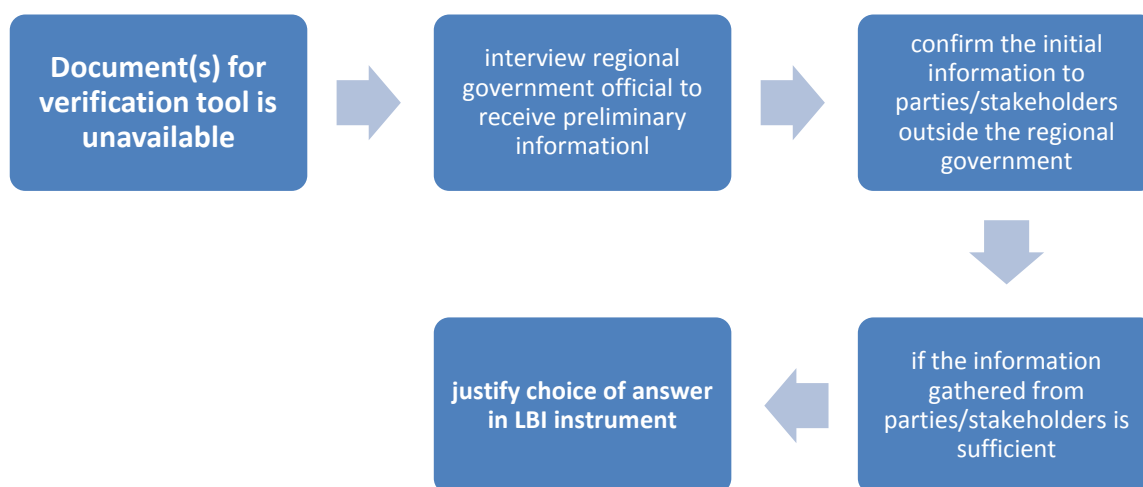 Document(s) for
verification tool is
unavailable
interview regional
government official to
receive preliminary
informationl
confirm the initial
information to
parties/stakeholders
outside the regional
government
if the information
gathered from
parties/stakeholders is
sufficient
justify choice of answer
in LBI instrument